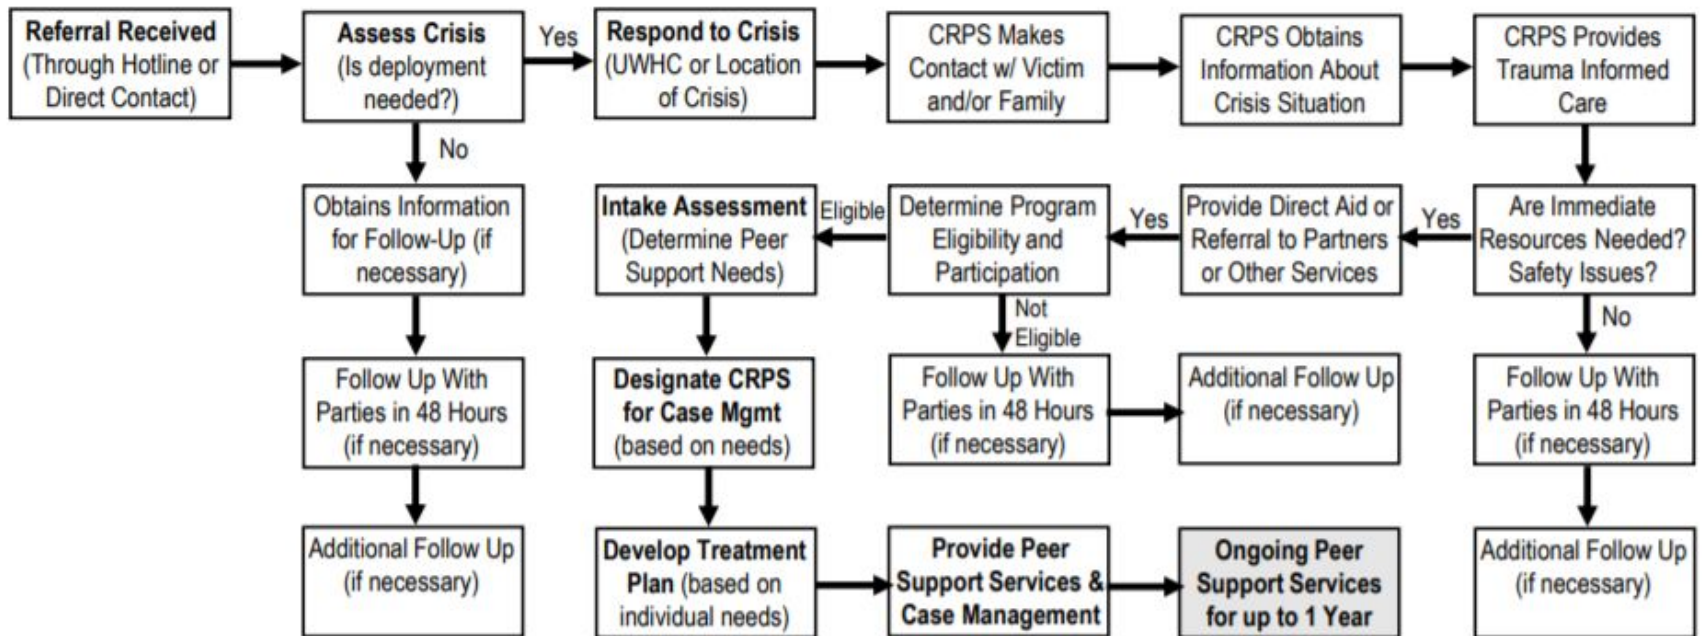 Referral Received
(Through Hotline or
Direct Contact)
Assess Crisis
(Is deployment
needed?)
Yes
Respond to Crisis
(UWHC or Location
of Crisis)
CRPS Makes
Contact w/ Victim
and/or Family
CRPS Obtains
Information About
Crisis Situation
CRPS Provides
Trauma Informed
Care
No
Obtains Information
for Follow-Up (if
necessary)
Intake Assessment
(Determine Peer
Support Needs)
Eligible
Determine Program
Eligibility and
Participation
Yes
Provide Direct Aid or
Referral to Partners
or Other Services
Yes
Are Immediate
Resources Needed?
Safety Issues?
Not
Eligible
No
Follow Up With
Parties in 48 Hours
(if necessary)
Designate CRPS
for Case Mgmt
(based on needs)
Follow Up With
Parties in 48 Hours
(if necessary)
Additional Follow Up
(if necessary)
Follow Up With
Parties in 48 Hours
(if necessary)
Additional Follow Up
(if necessary)
Develop Treatment
Plan (based on
individual needs)
Provide Peer
Support Services &
Case Management
Ongoing Peer
Support Services
for up to 1 Year
Additional Follow Up
(if necessary)